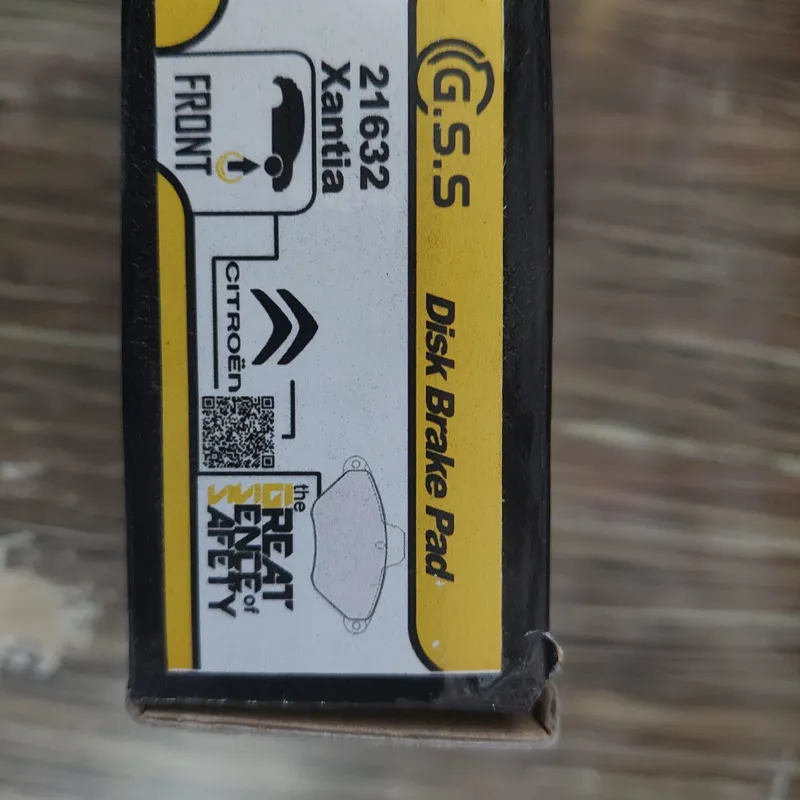 G.S.S
Disk Brake Pad
21632
Xantia
FRONT
CITROËN
the
GREAT
SENCE of
SAFETY